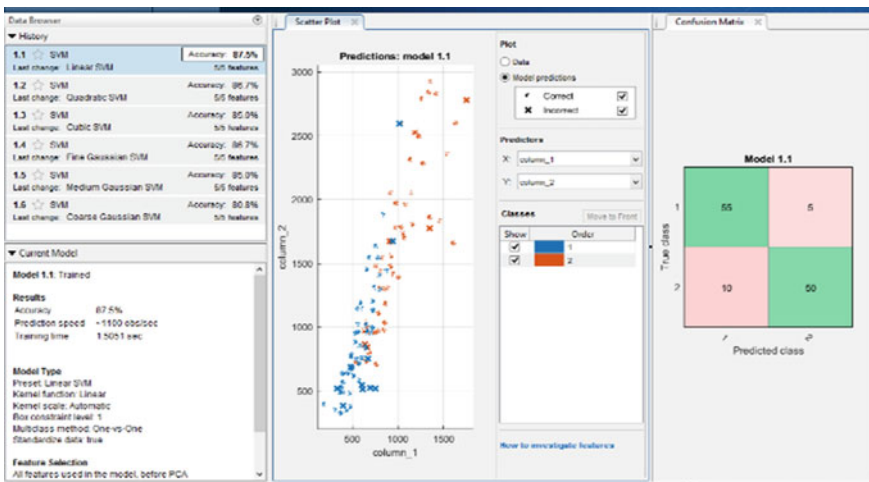 Data Browser
History
1.1 SVM Accuracy: 87.5%
Last change: Linear SVM 5/5 features
1.2 SVM Accuracy: 86.7%
Last change: Quadratic SVM 5/5 features
1.3 SVM Accuracy: 85.0%
Last change: Cubic SVM 5/5 features
1.4 SVM Accuracy: 86.7%
Last change: Fine Gaussian SVM 5/5 features
1.5 SVM Accuracy: 85.0%
Last change: Medium Gaussian SVM 5/5 features
1.6 SVM Accuracy: 80.8%
Last change: Coarse Gaussian SVM 5/5 features
Current Model
Model 1.1: Trained
Results
Accuracy 87.5%
Prediction speed ~1100 obs/sec
Training time 1.5051 sec
Model Type
Preset: Linear SVM
Kernel function: Linear
Kernel scale: Automatic
Box constraint level: 1
Multiclass method: One-vs-One
Standardize data: true
Feature Selection
All features used in the model, before PCA
Scatter Plot
Predictions: model 1.1
3000
2500
2000
1500
1000
500
column_2
500 1000 1500
column_1
Plot
Data
Model predictions
Correct
Incorrect
Predictors
X: column_1
Y: column_2
Classes Move to Front
Show Order
1
2
How to investigate features
Confusion Matrix
Model 1.1
True class
1 55 5
2 10 50
1 2
Predicted class